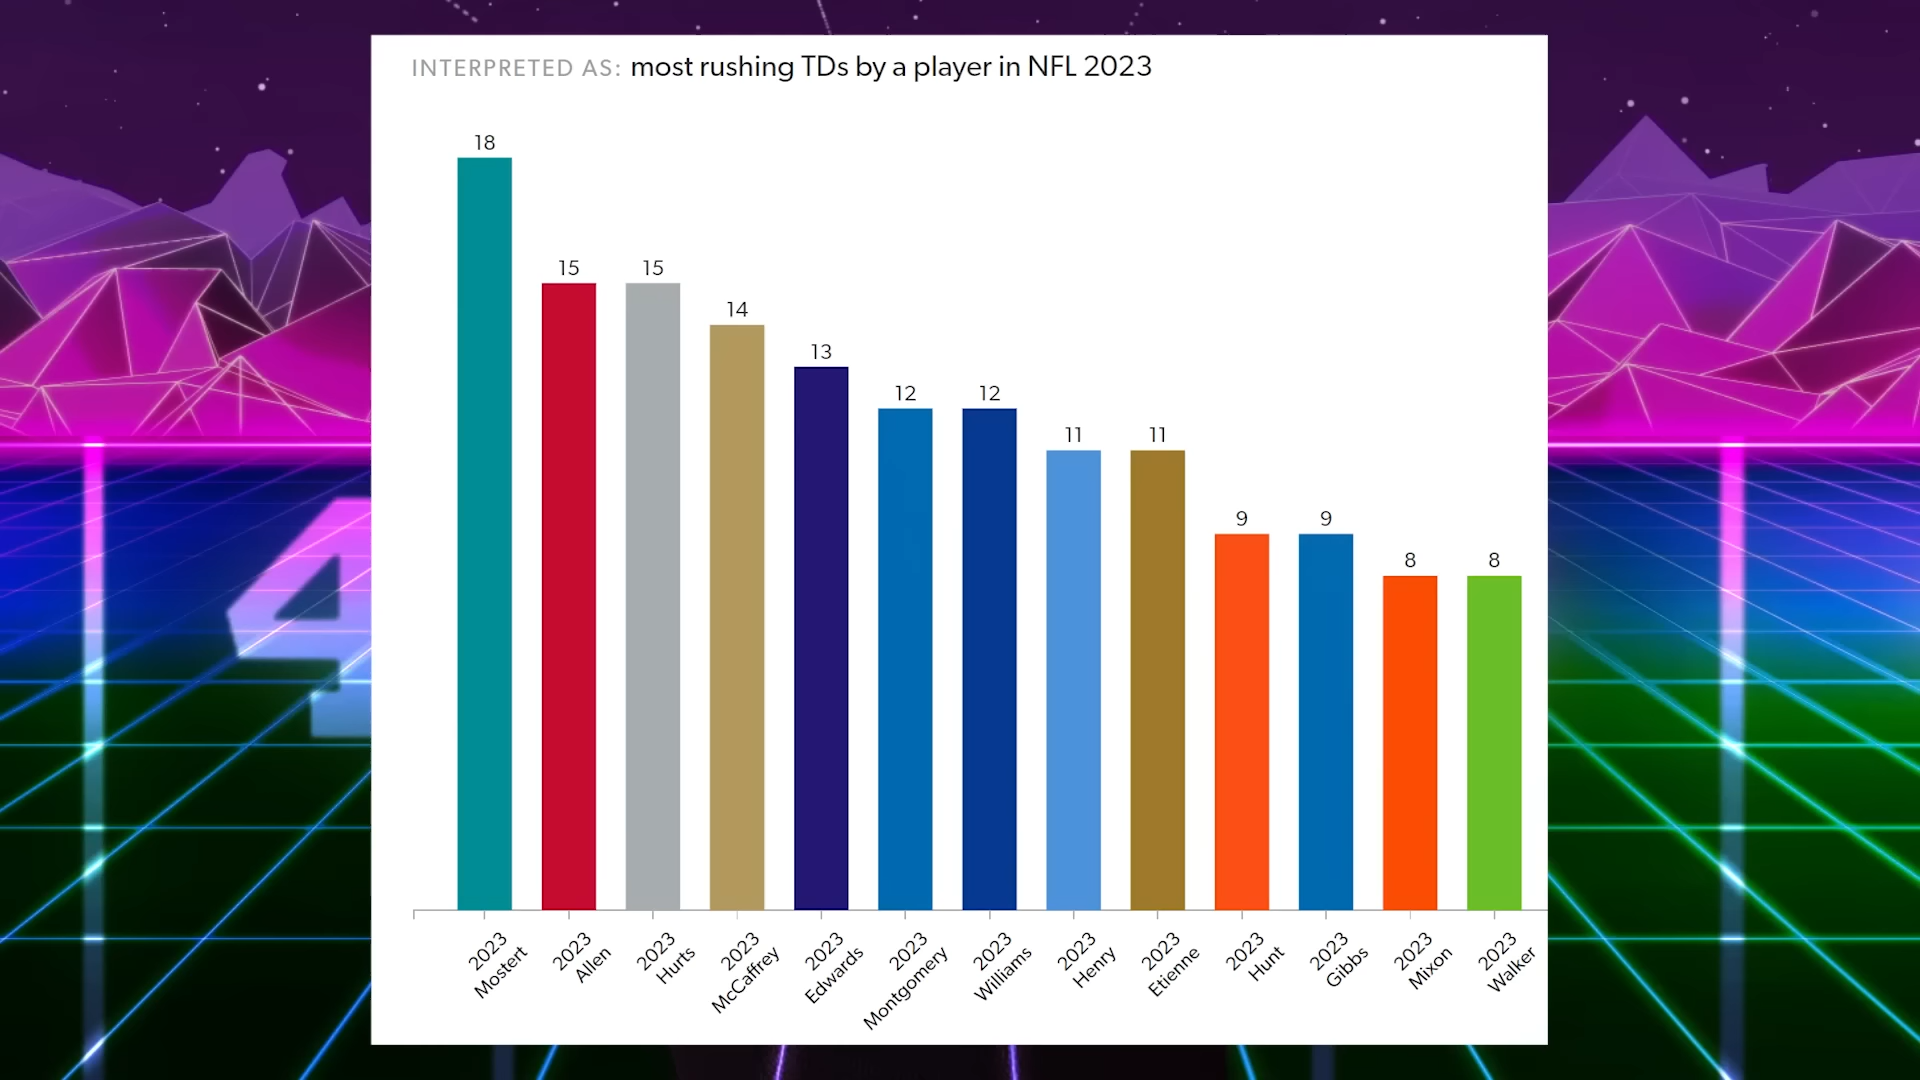 INTERPRETED AS: most rushing TDs by a player in NFL 2023
18
15
15
14
13
12
12
11
11
9
9
8
8
4
2023
Mostert
2023
Allen
2023
Hurts
2023
McCaffrey
2023
Edwards
2023
Montgomery
2023
Williams
2023
Henry
2023
Etienne
2023
Hunt
2023
Gibbs
2023
Mixon
2023
Walker